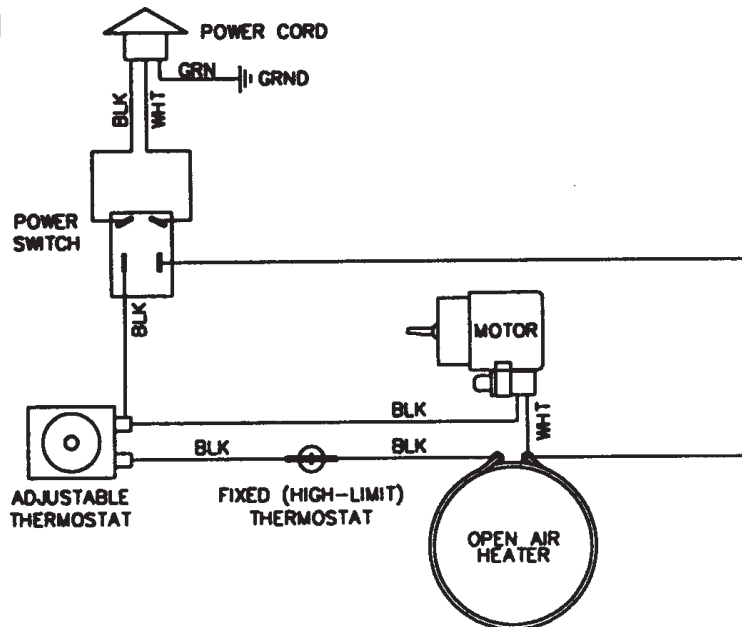 POWER CORD
GRN
GRND
BLK
WHT
POWER
SWITCH
BLK
MOTOR
BLK
WHT
BLK
BLK
ADJUSTABLE
THERMOSTAT
FIXED (HIGH-LIMIT)
THERMOSTAT
OPEN AIR
HEATER